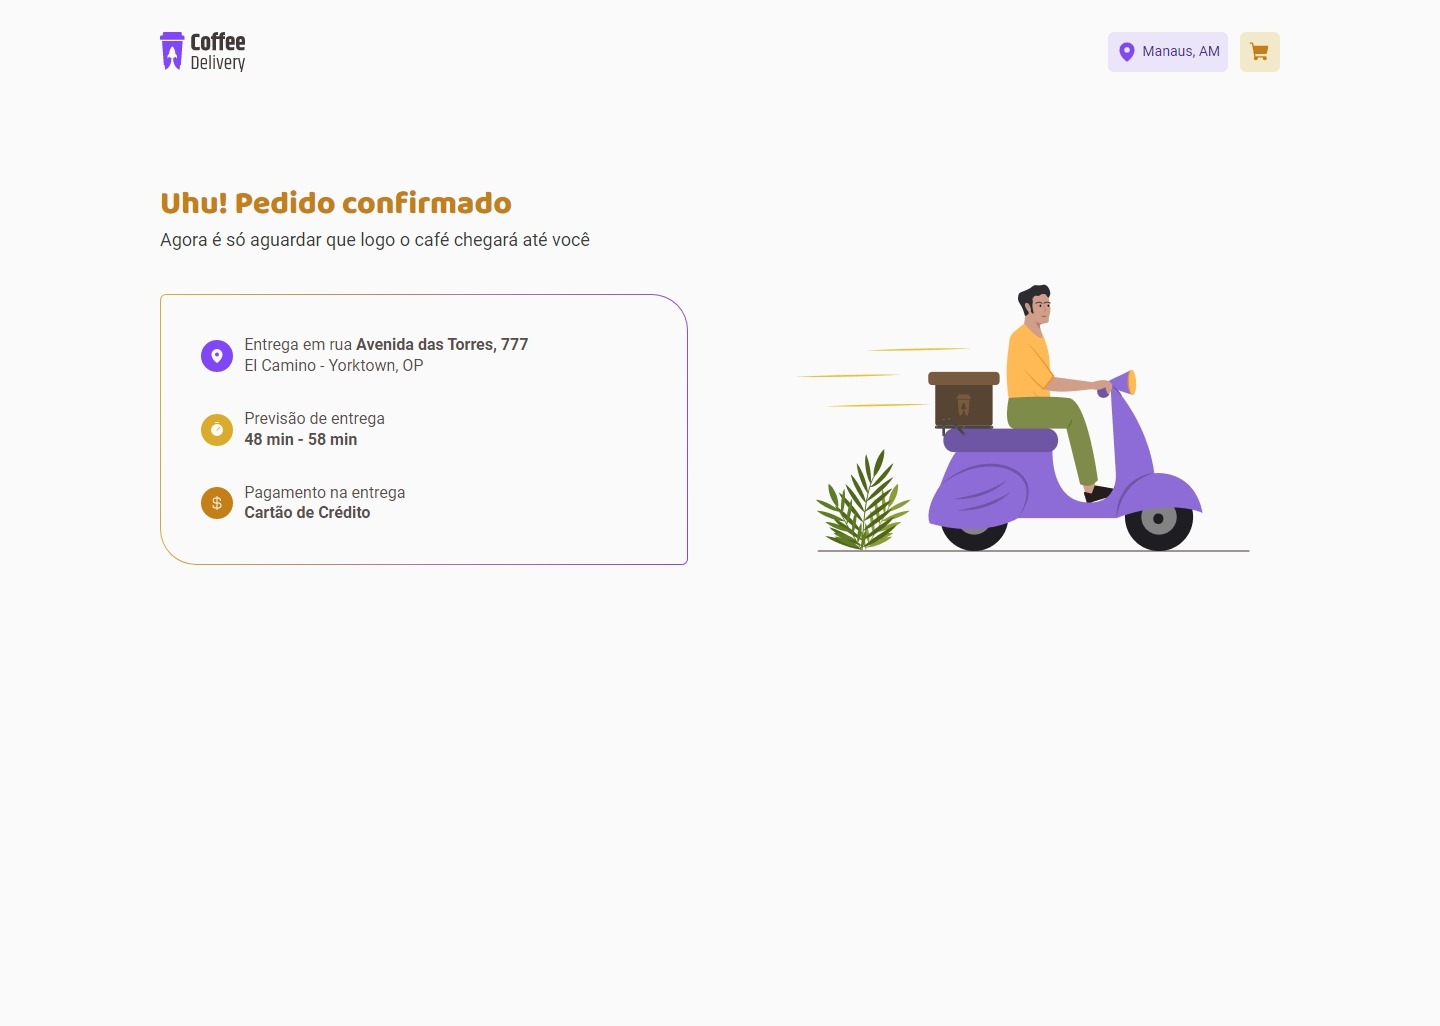 Coffee
Delivery
Manaus, AM
Uhu! Pedido confirmado
Agora é só aguardar que logo o café chegará até você
Entrega em rua Avenida das Torres, 777
El Camino - Yorktown, OP
Previsão de entrega
48 min - 58 min
Pagamento na entrega
Cartão de Crédito